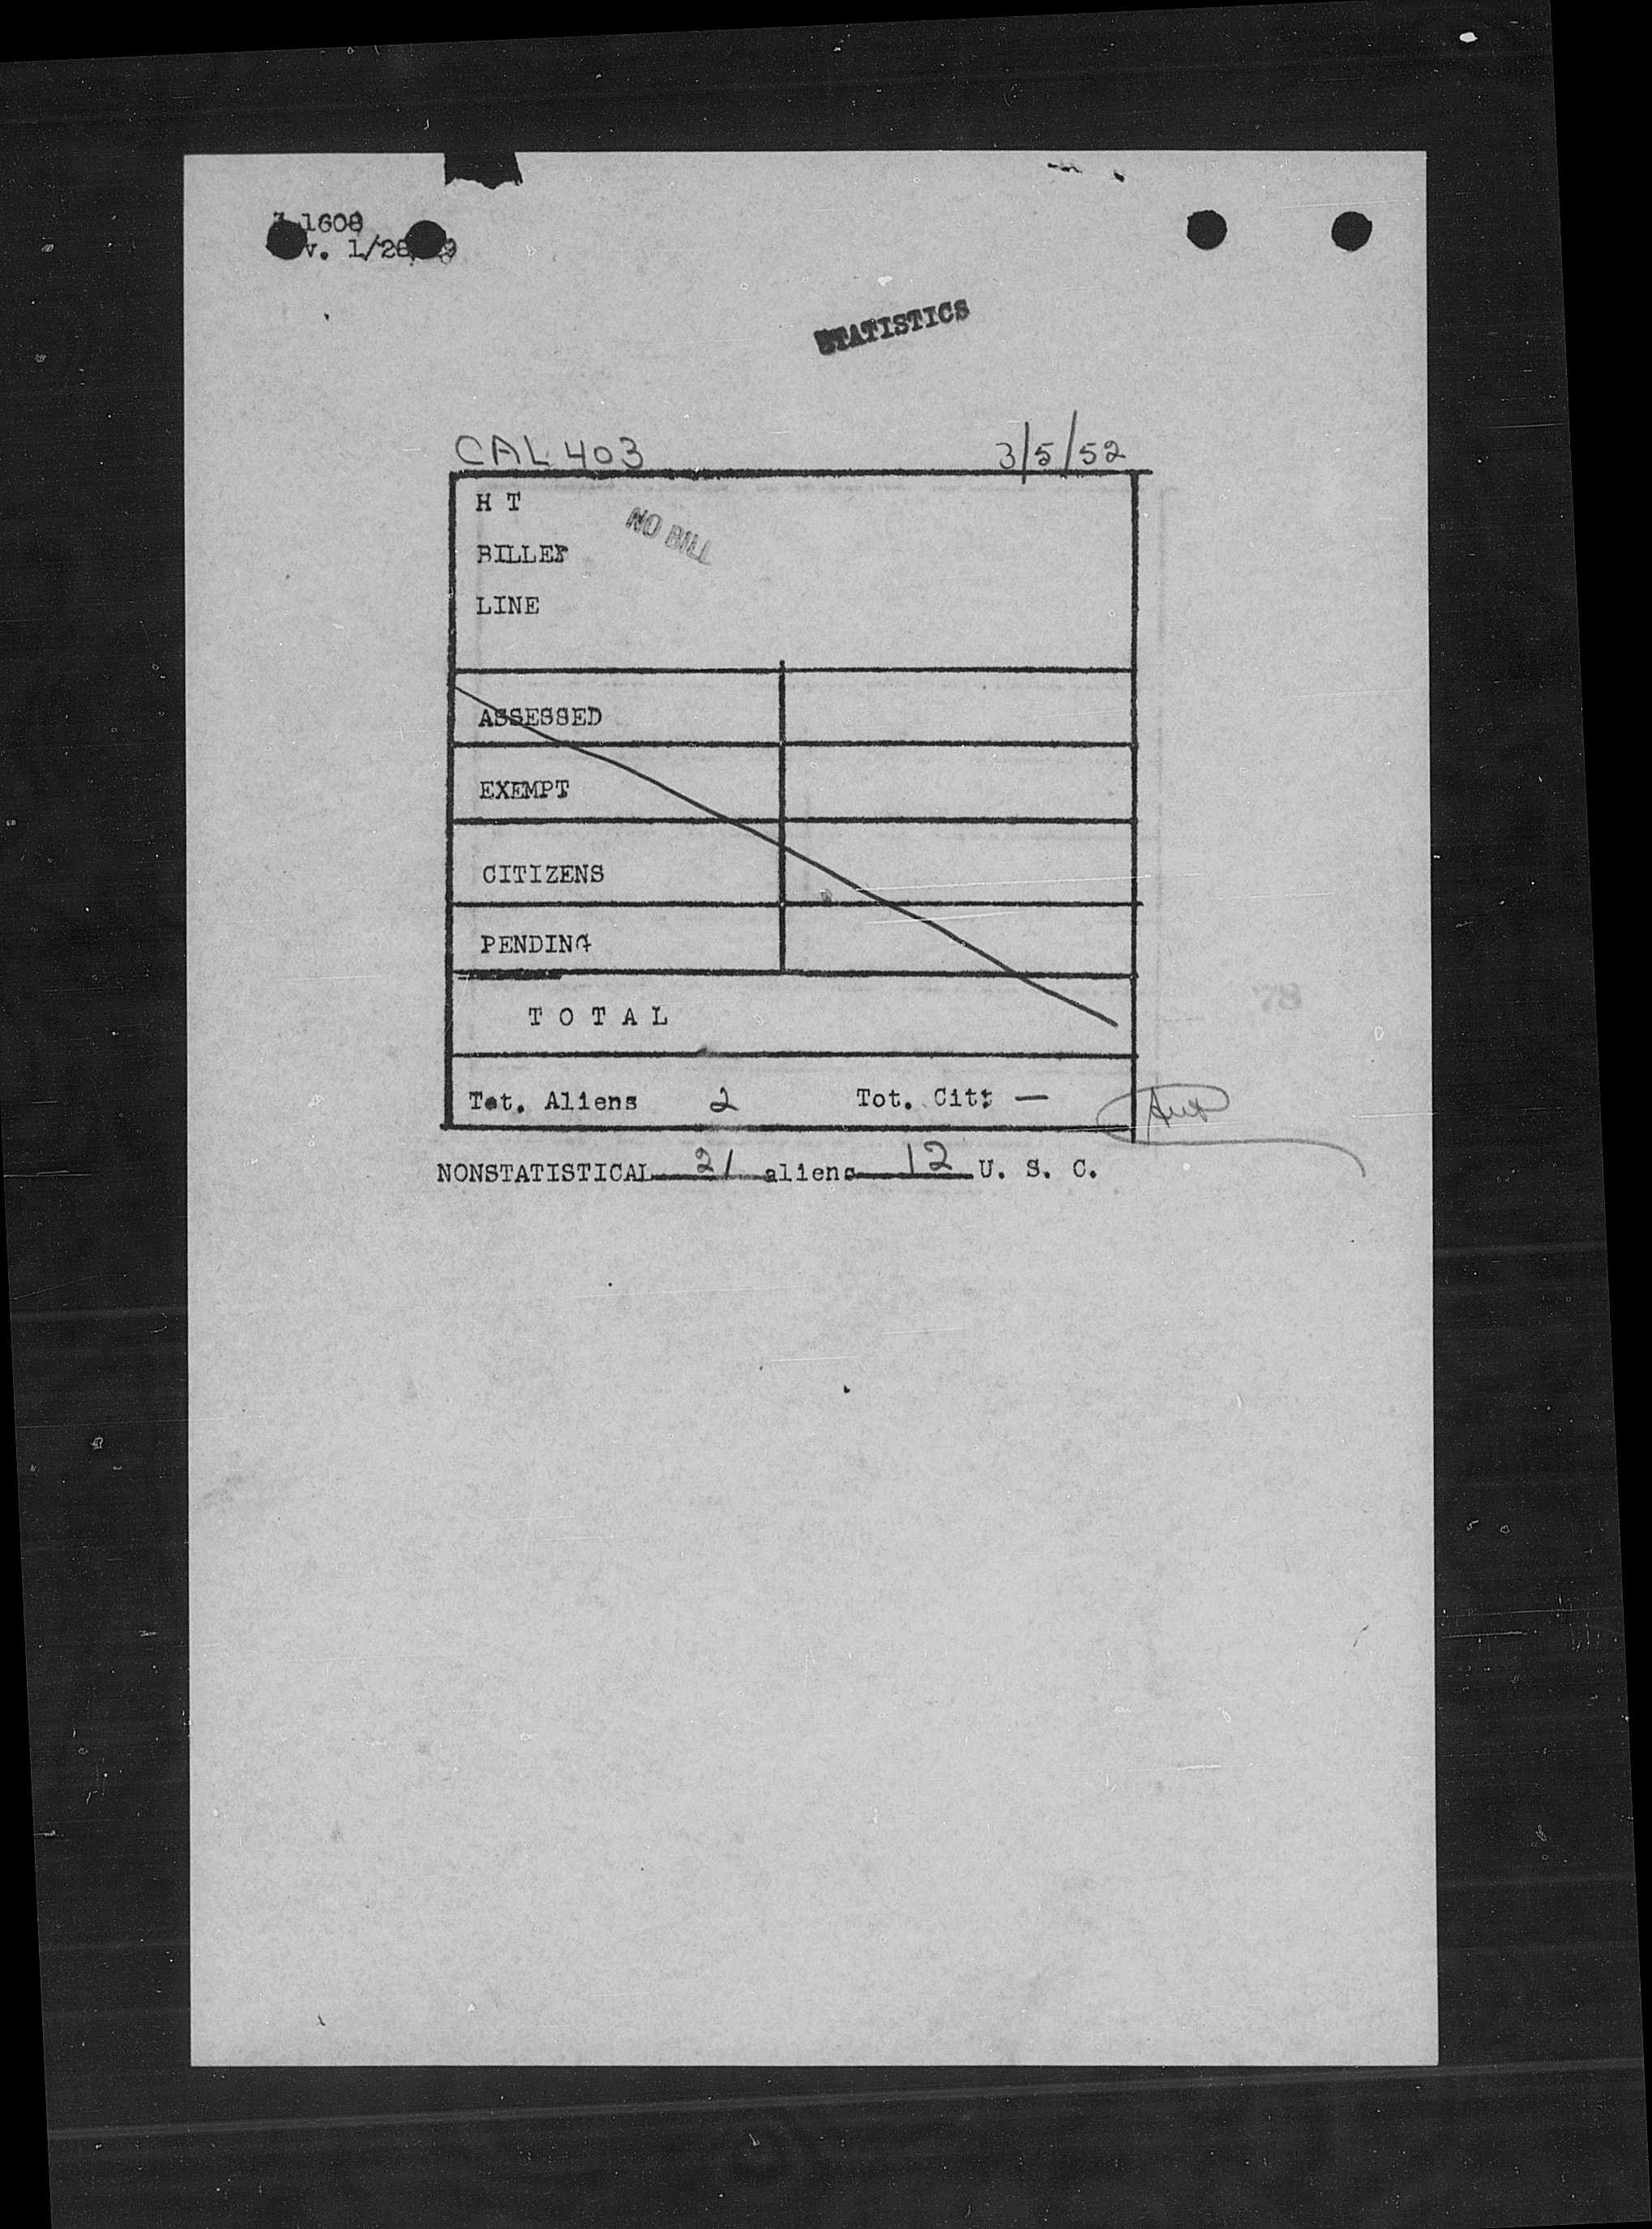 1608
v. 1/28
STATISTICS
CAL 403 3/5/52
H T
NO BILL
BILLET
LINE
ASSESSED
EXEMPT
CITIZENS
PENDING
T O T A L
Tot. Aliens 2 Tot. Cit: —
NONSTATISTICAL 21 aliens 12 U. S. C.